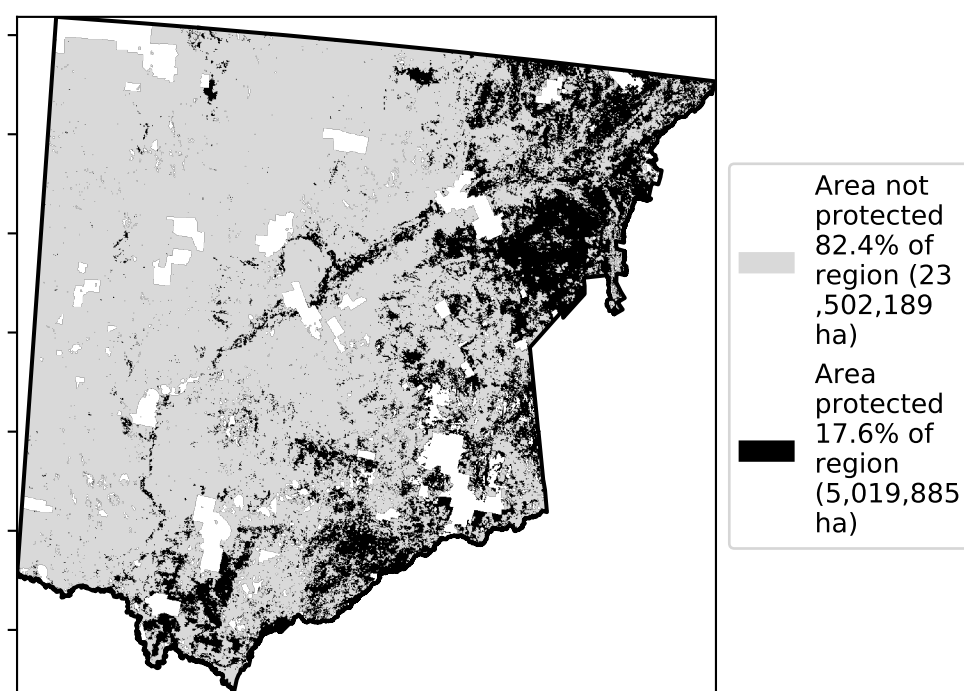 Area not
protected
82.4% of
region (23
,502,189
ha)
Area
protected
17.6% of
region
(5,019,885
ha)